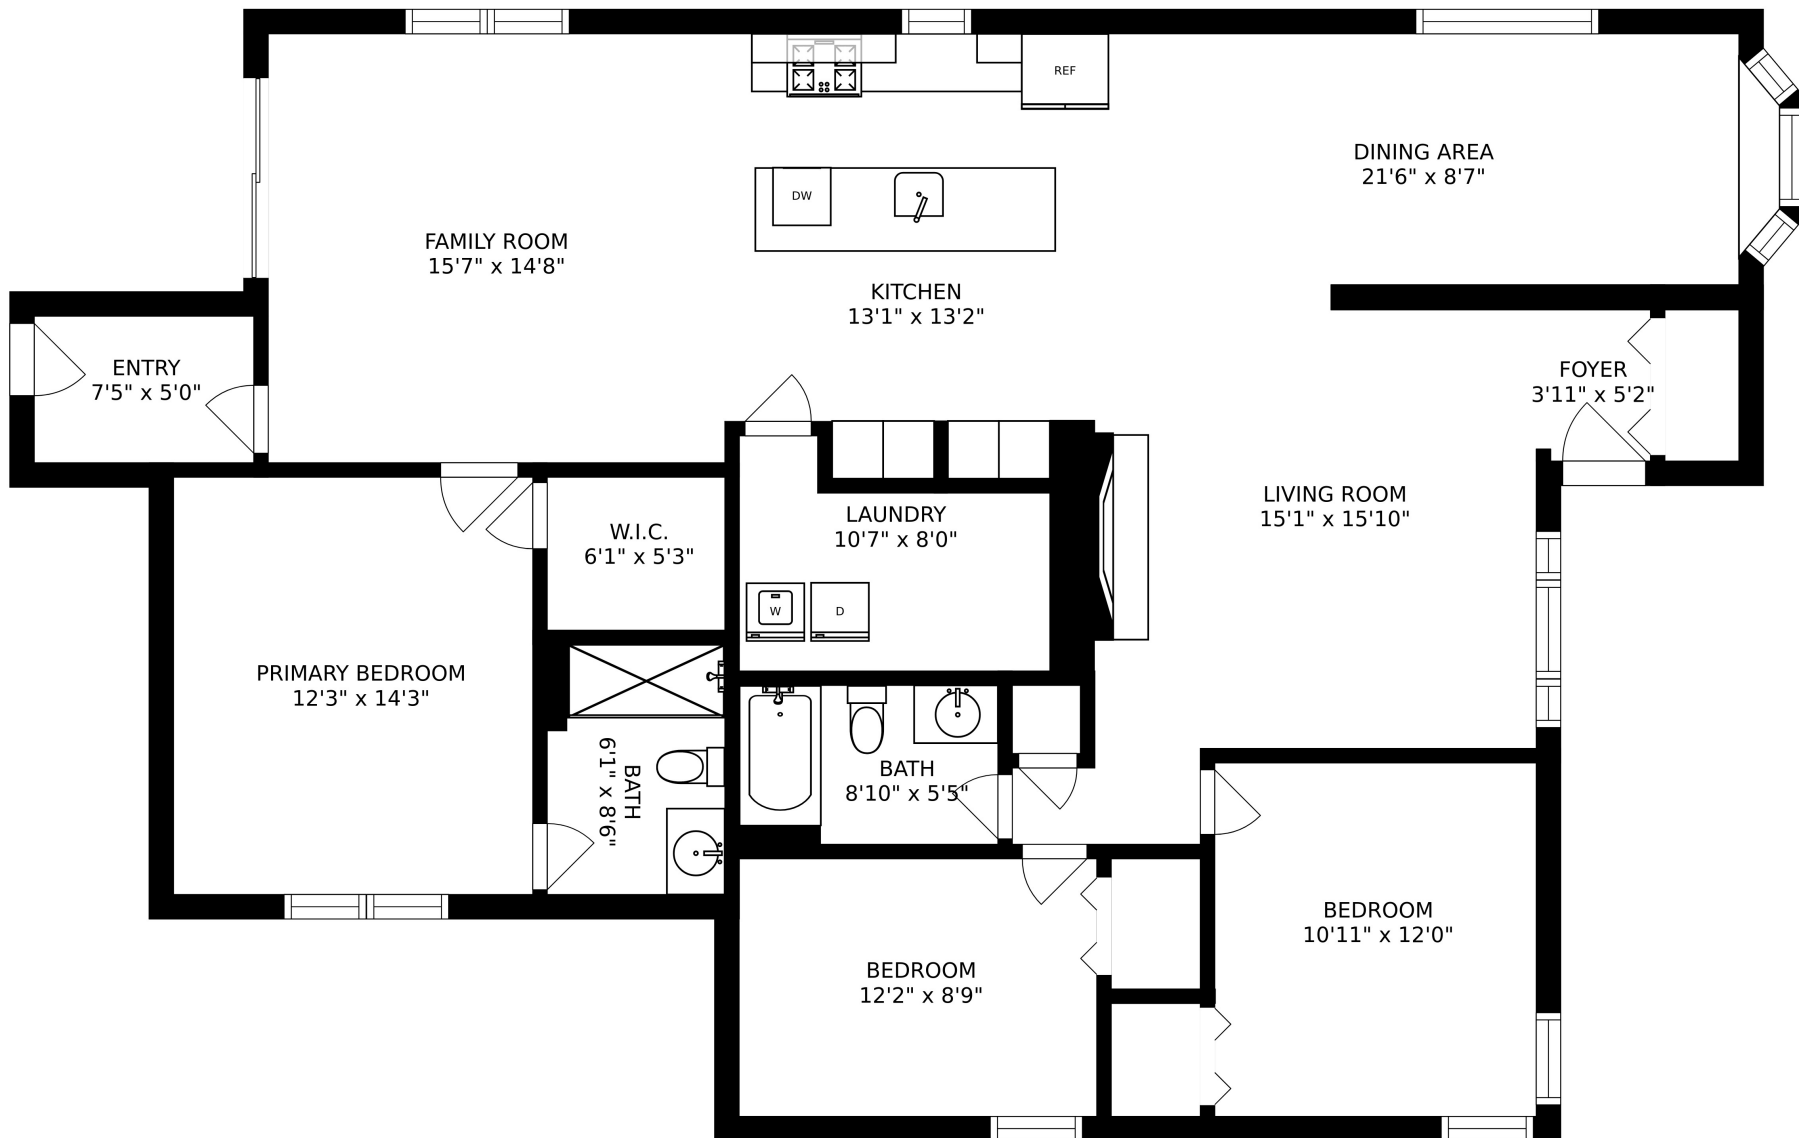 REF
DINING AREA
21'6" x 8'7"
DW
FAMILY ROOM
15'7" x 14'8"
KITCHEN
13'1" x 13'2"
ENTRY
7'5" x 5'0"
FOYER
3'11" x 5'2"
LIVING ROOM
15'1" x 15'10"
LAUNDRY
10'7" x 8'0"
W.I.C.
6'1" x 5'3"
W
D
PRIMARY BEDROOM
12'3" x 14'3"
BATH
6'1" x 8'6"
BATH
8'10" x 5'5"
BEDROOM
10'11" x 12'0"
BEDROOM
12'2" x 8'9"